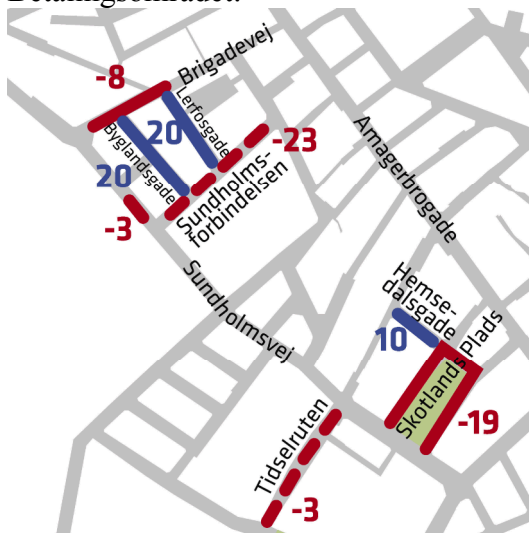 -8
Brigadevej
Lerfosgade
20
Byglandsgade
20
-23
Sundholms-
forbindelsen
-3
Amagerbrogade
Sundholmsvej
Hemse-
dalsgade
10
Skotlands Plads
-19
Tidselruten
-3